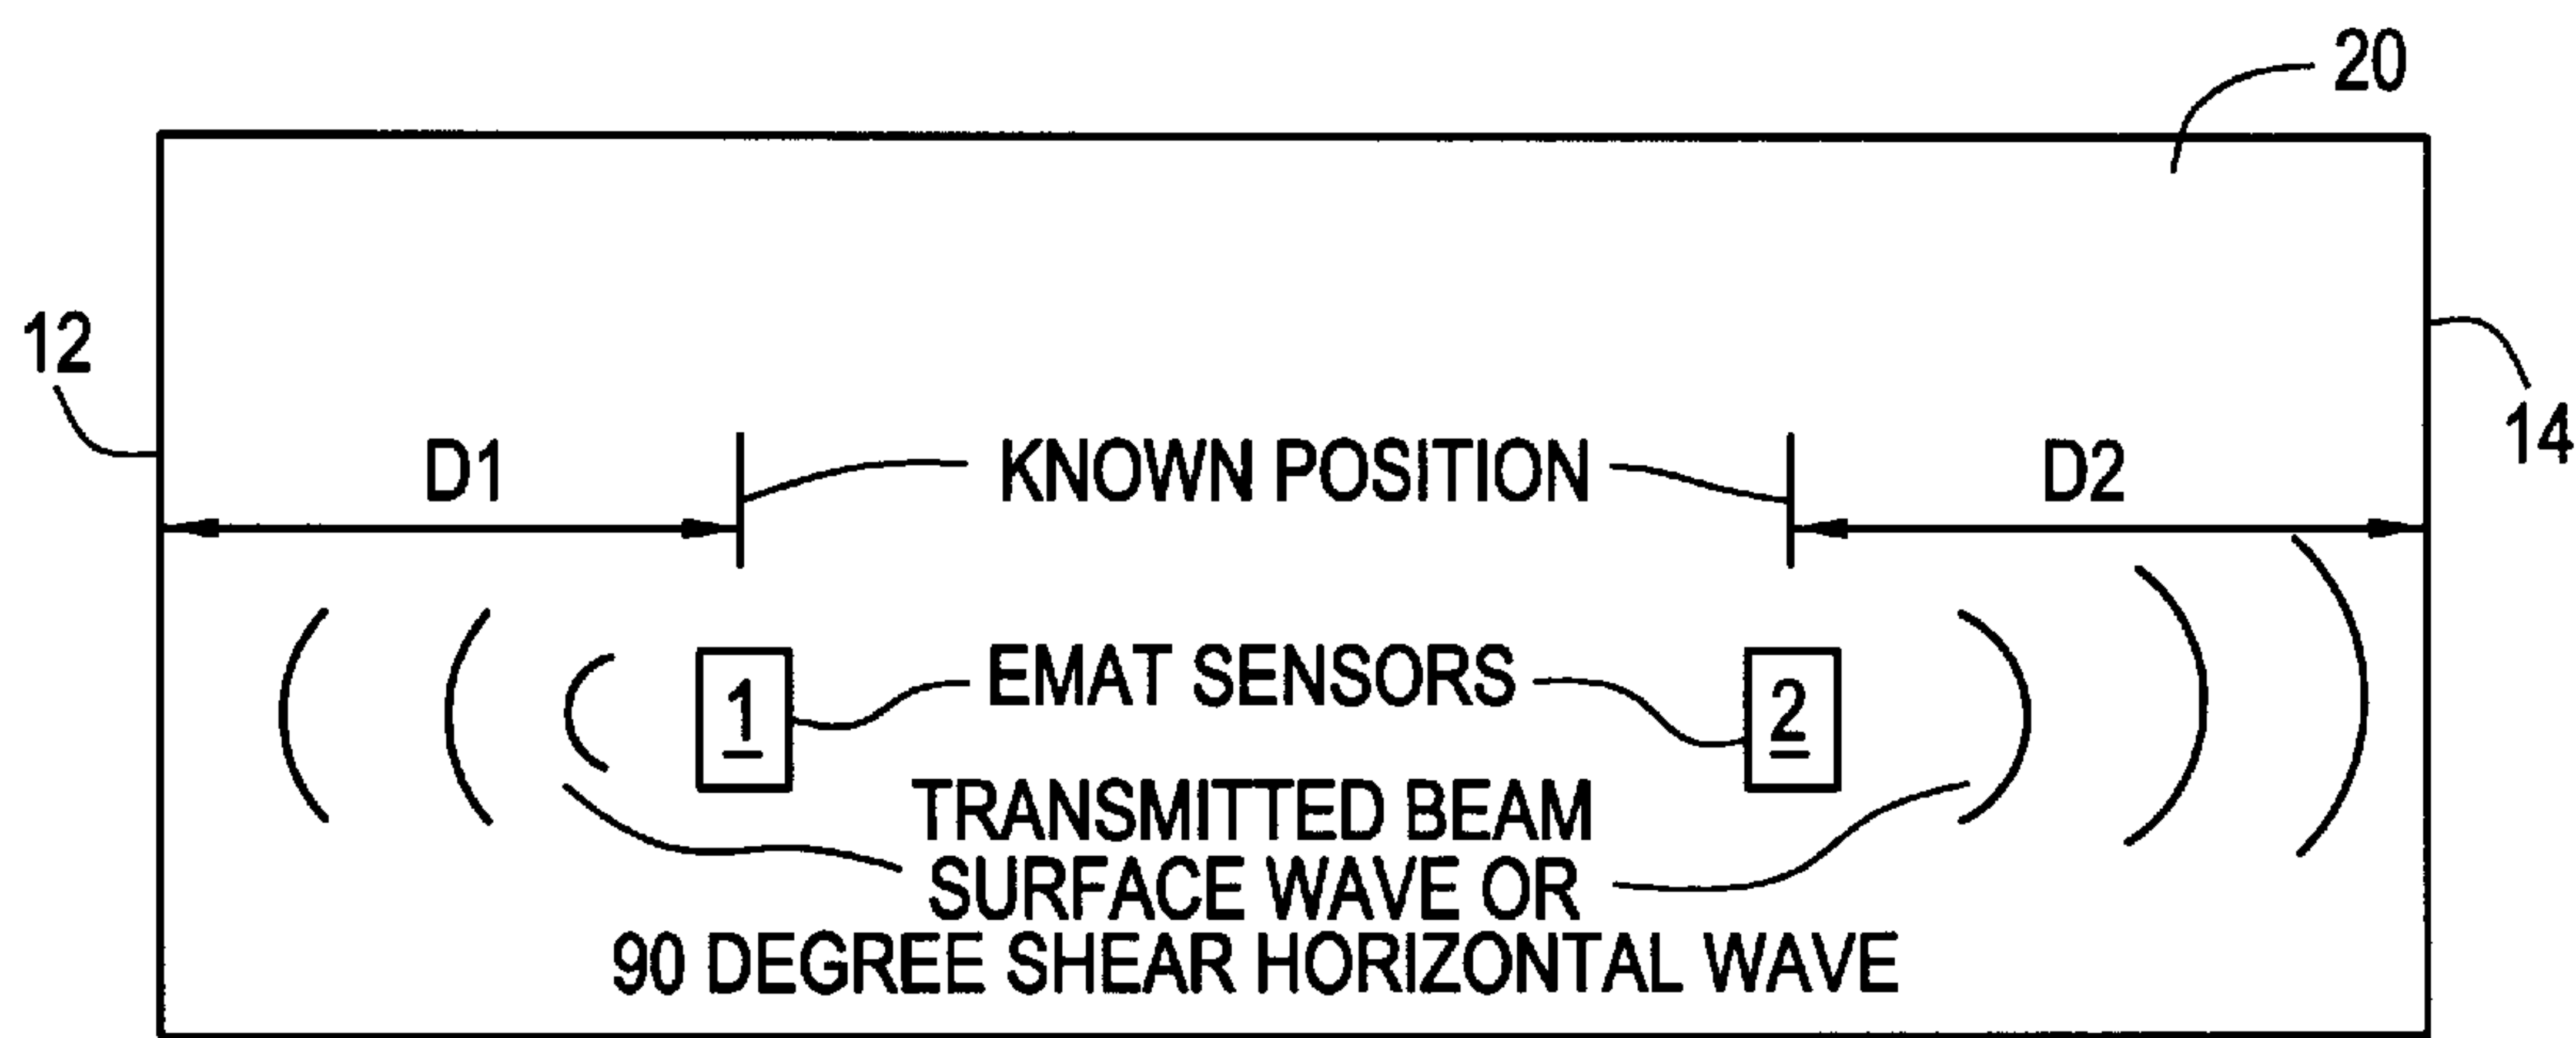 20
12
14
D1
KNOWN POSITION
D2
1
EMAT SENSORS
2
TRANSMITTED BEAM
SURFACE WAVE OR
90 DEGREE SHEAR HORIZONTAL WAVE